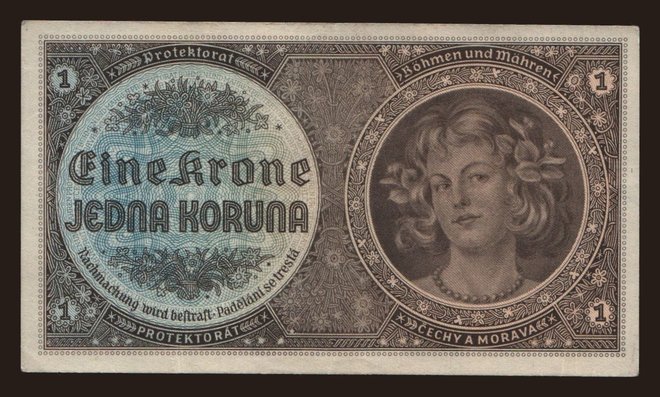 1
Protektorat
Böhmen und Mähren
1
Eine Krone
JEDNA KORUNA
Nachmachung wird bestraft · Padělání se trestá
1
PROTEKTORÁT
ČECHY A MORAVA
1